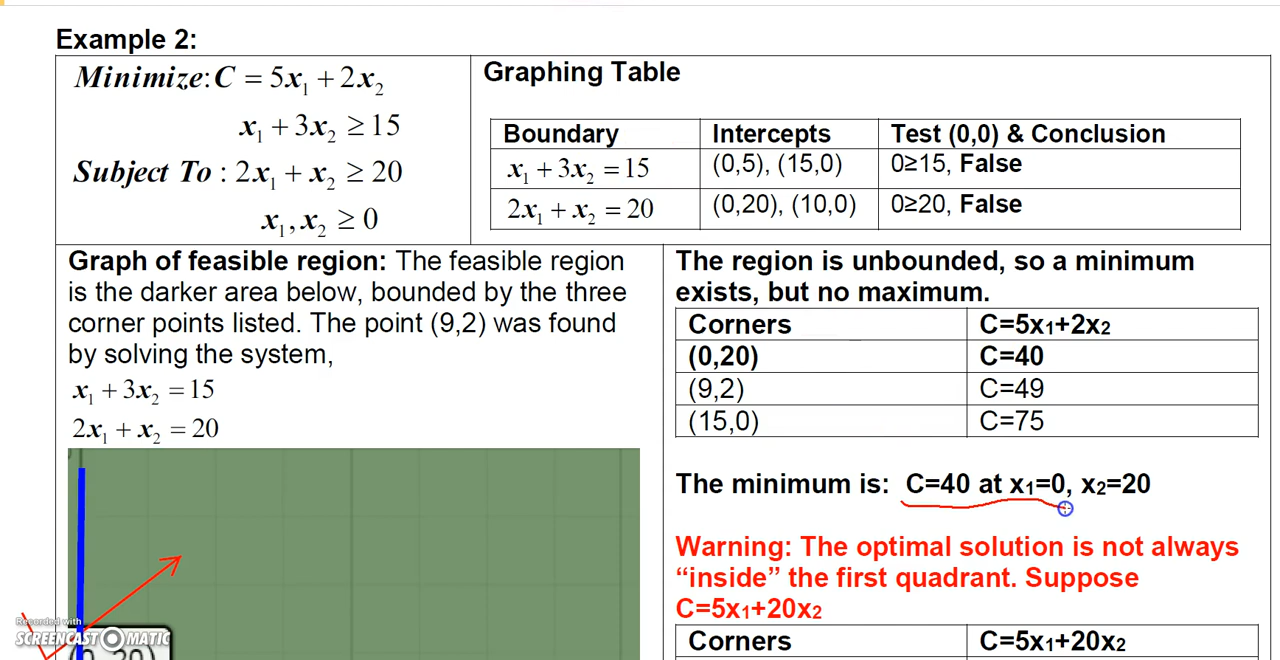 Example 2:
Minimize: C = 5x₁ + 2x₂
x₁ + 3x₂ ≥ 15
Subject To : 2x₁ + x₂ ≥ 20
x₁, x₂ ≥ 0
Graphing Table
Boundary Intercepts Test (0,0) & Conclusion
x₁ + 3x₂ = 15 (0,5), (15,0) 0≥15, False
2x₁ + x₂ = 20 (0,20), (10,0) 0≥20, False
Graph of feasible region: The feasible region
is the darker area below, bounded by the three
corner points listed. The point (9,2) was found
by solving the system,
x₁ + 3x₂ = 15
2x₁ + x₂ = 20
Recorded with
SCREENCAST-O-MATIC
(0, 20)
The region is unbounded, so a minimum
exists, but no maximum.
Corners C=5x₁+2x₂
(0,20) C=40
(9,2) C=49
(15,0) C=75
The minimum is: C=40 at x₁=0, x₂=20
Warning: The optimal solution is not always
“inside” the first quadrant. Suppose
C=5x₁+20x₂
Corners C=5x₁+20x₂